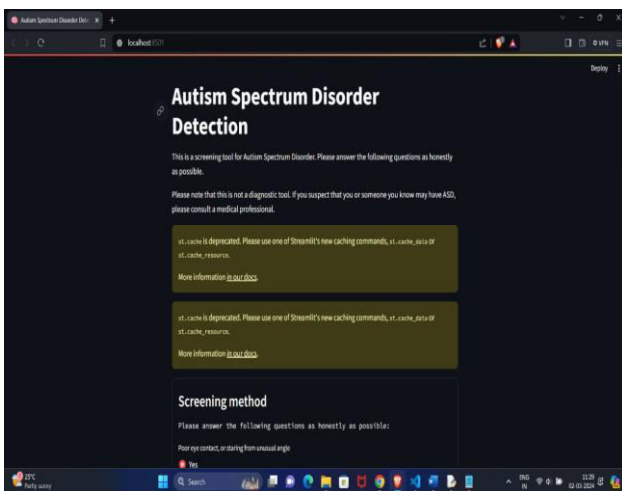 Autism Spectrum Disorder Dete
localhost:8501
VPN
Deploy
Autism Spectrum Disorder
Detection
This is a screening tool for Autism Spectrum Disorder. Please answer the following questions as honestly
as possible.
Please note that this is not a diagnostic tool. If you suspect that you or someone you know may have ASD,
please consult a medical professional.
st.cache is deprecated. Please use one of Streamlit's new caching commands, st.cache_data or
st.cache_resource.
More information in our docs.
st.cache is deprecated. Please use one of Streamlit's new caching commands, st.cache_data or
st.cache_resource.
More information in our docs.
Screening method
Please answer the following questions as honestly as possible:
Poor eye contact, or staring from unusual angle
Yes
25°C
Partly sunny
Search
ENG
IN
11:29
02-03-2024